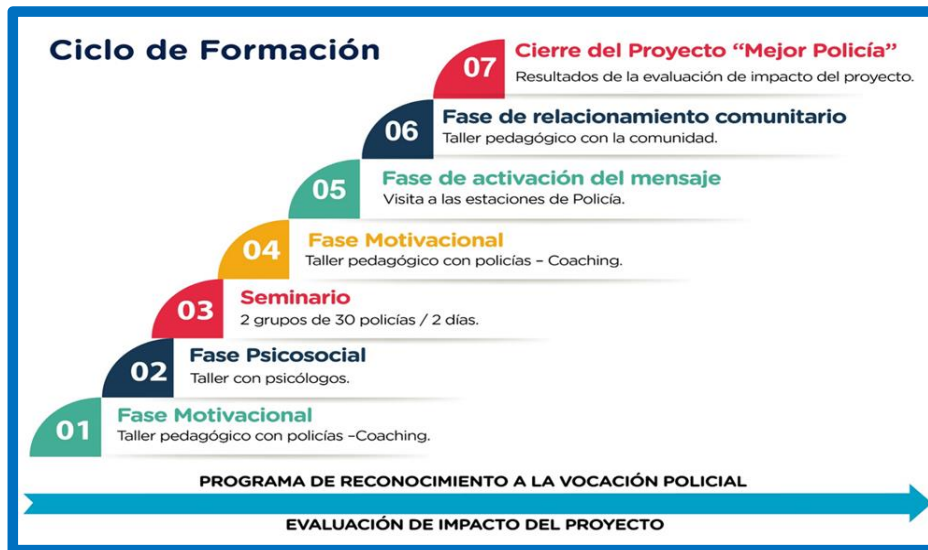 Ciclo de Formación
07
Cierre del Proyecto “Mejor Policía”
Resultados de la evaluación de impacto del proyecto.
06
Fase de relacionamiento comunitario
Taller pedagógico con la comunidad.
05
Fase de activación del mensaje
Visita a las estaciones de Policía.
04
Fase Motivacional
Taller pedagógico con policías – Coaching.
03
Seminario
2 grupos de 30 policías / 2 días.
02
Fase Psicosocial
Taller con psicólogos.
01
Fase Motivacional
Taller pedagógico con policías –Coaching.
PROGRAMA DE RECONOCIMIENTO A LA VOCACIÓN POLICIAL
EVALUACIÓN DE IMPACTO DEL PROYECTO